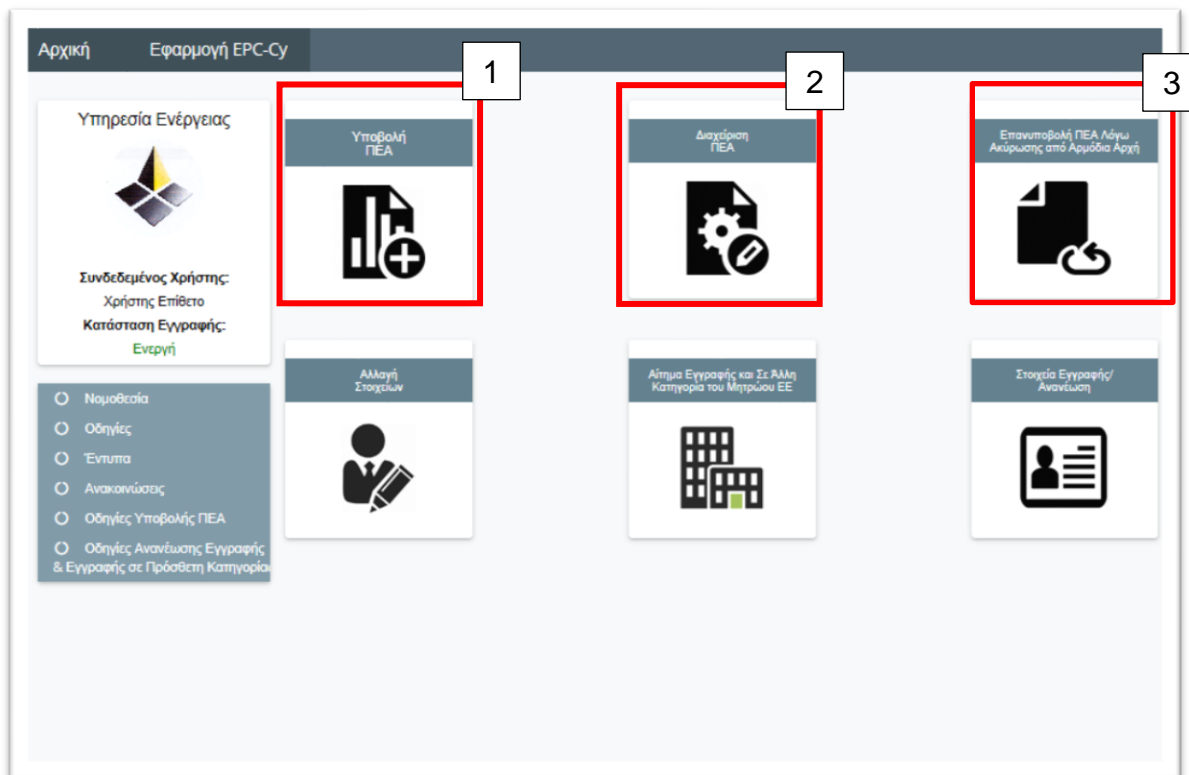 Αρχική Εφαρμογή EPC-Cy
1
2
3
Υπηρεσία Ενέργειας
Συνδεδεμένος Χρήστης:
Χρήστης Επίθετο
Κατάσταση Εγγραφής:
Ενεργή
Υποβολή
ΠΕΑ
Διαχείριση
ΠΕΑ
Επανυποβολή ΠΕΑ Λόγω
Ακύρωσης από Αρμόδια Αρχή
Αλλαγή
Στοιχείων
Αίτημα Εγγραφής και Σε Άλλη
Κατηγορία του Μητρώου ΕΕ
Στοιχεία Εγγραφής/
Ανανέωση
Νομοθεσία
Οδηγίες
Έντυπα
Ανακοινώσεις
Οδηγίες Υποβολής ΠΕΑ
Οδηγίες Ανανέωσης Εγγραφής
& Εγγραφής σε Πρόσθετη Κατηγορία